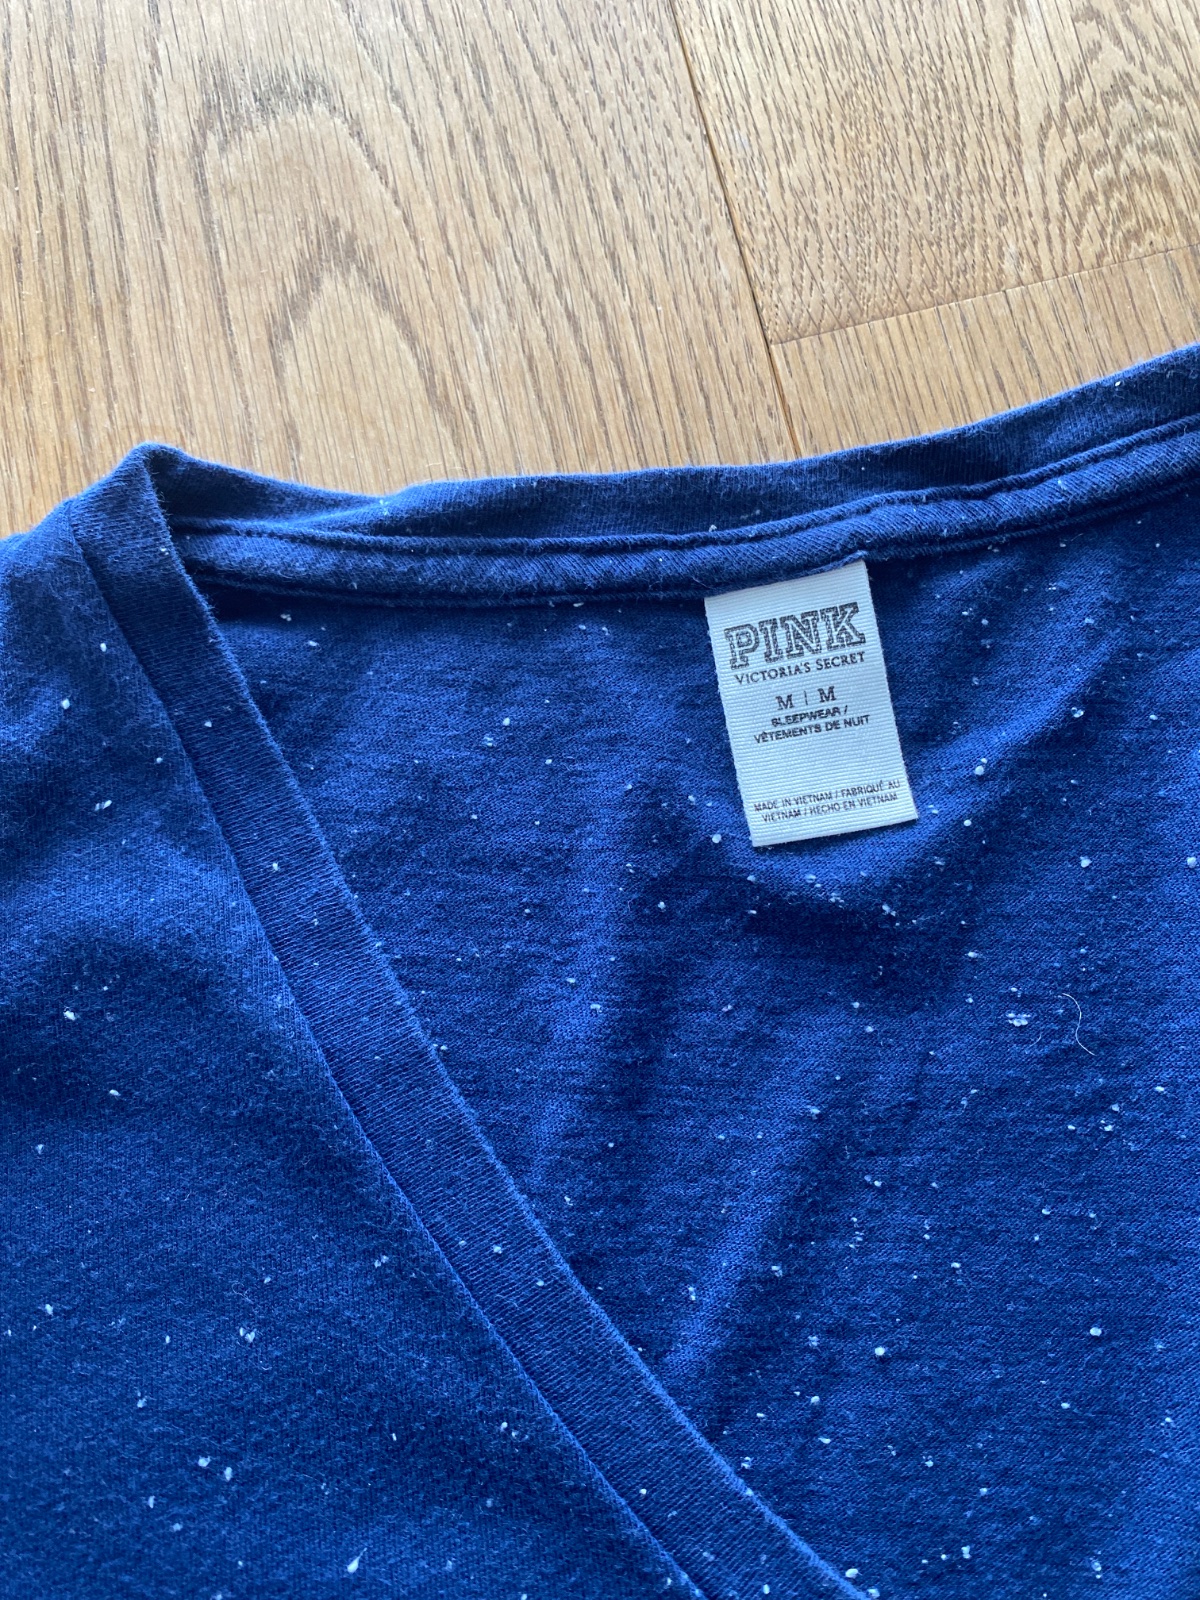 PINK
VICTORIA'S SECRET
M | M
SLEEPWEAR /
VÊTEMENTS DE NUIT
MADE IN VIETNAM / FABRIQUÉ AU
VIETNAM / HECHO EN VIETNAM